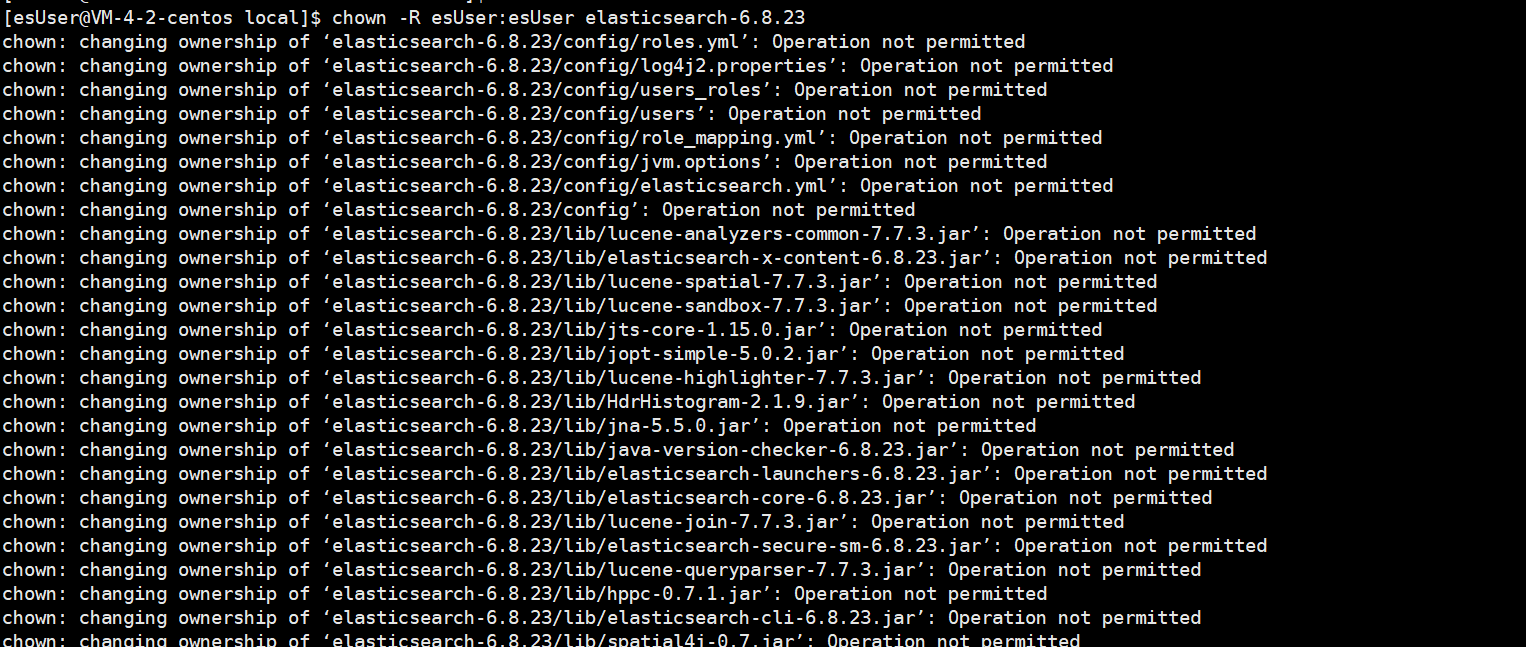 [esUser@VM-4-2-centos local]$ chown -R esUser:esUser elasticsearch-6.8.23
chown: changing ownership of ‘elasticsearch-6.8.23/config/roles.yml’: Operation not permitted
chown: changing ownership of ‘elasticsearch-6.8.23/config/log4j2.properties’: Operation not permitted
chown: changing ownership of ‘elasticsearch-6.8.23/config/users_roles’: Operation not permitted
chown: changing ownership of ‘elasticsearch-6.8.23/config/users’: Operation not permitted
chown: changing ownership of ‘elasticsearch-6.8.23/config/role_mapping.yml’: Operation not permitted
chown: changing ownership of ‘elasticsearch-6.8.23/config/jvm.options’: Operation not permitted
chown: changing ownership of ‘elasticsearch-6.8.23/config/elasticsearch.yml’: Operation not permitted
chown: changing ownership of ‘elasticsearch-6.8.23/config’: Operation not permitted
chown: changing ownership of ‘elasticsearch-6.8.23/lib/lucene-analyzers-common-7.7.3.jar’: Operation not permitted
chown: changing ownership of ‘elasticsearch-6.8.23/lib/elasticsearch-x-content-6.8.23.jar’: Operation not permitted
chown: changing ownership of ‘elasticsearch-6.8.23/lib/lucene-spatial-7.7.3.jar’: Operation not permitted
chown: changing ownership of ‘elasticsearch-6.8.23/lib/lucene-sandbox-7.7.3.jar’: Operation not permitted
chown: changing ownership of ‘elasticsearch-6.8.23/lib/jts-core-1.15.0.jar’: Operation not permitted
chown: changing ownership of ‘elasticsearch-6.8.23/lib/jopt-simple-5.0.2.jar’: Operation not permitted
chown: changing ownership of ‘elasticsearch-6.8.23/lib/lucene-highlighter-7.7.3.jar’: Operation not permitted
chown: changing ownership of ‘elasticsearch-6.8.23/lib/HdrHistogram-2.1.9.jar’: Operation not permitted
chown: changing ownership of ‘elasticsearch-6.8.23/lib/jna-5.5.0.jar’: Operation not permitted
chown: changing ownership of ‘elasticsearch-6.8.23/lib/java-version-checker-6.8.23.jar’: Operation not permitted
chown: changing ownership of ‘elasticsearch-6.8.23/lib/elasticsearch-launchers-6.8.23.jar’: Operation not permitted
chown: changing ownership of ‘elasticsearch-6.8.23/lib/elasticsearch-core-6.8.23.jar’: Operation not permitted
chown: changing ownership of ‘elasticsearch-6.8.23/lib/lucene-join-7.7.3.jar’: Operation not permitted
chown: changing ownership of ‘elasticsearch-6.8.23/lib/elasticsearch-secure-sm-6.8.23.jar’: Operation not permitted
chown: changing ownership of ‘elasticsearch-6.8.23/lib/lucene-queryparser-7.7.3.jar’: Operation not permitted
chown: changing ownership of ‘elasticsearch-6.8.23/lib/hppc-0.7.1.jar’: Operation not permitted
chown: changing ownership of ‘elasticsearch-6.8.23/lib/elasticsearch-cli-6.8.23.jar’: Operation not permitted
chown: changing ownership of ‘elasticsearch-6.8.23/lib/spatial4j-0.7.jar’: Operation not permitted